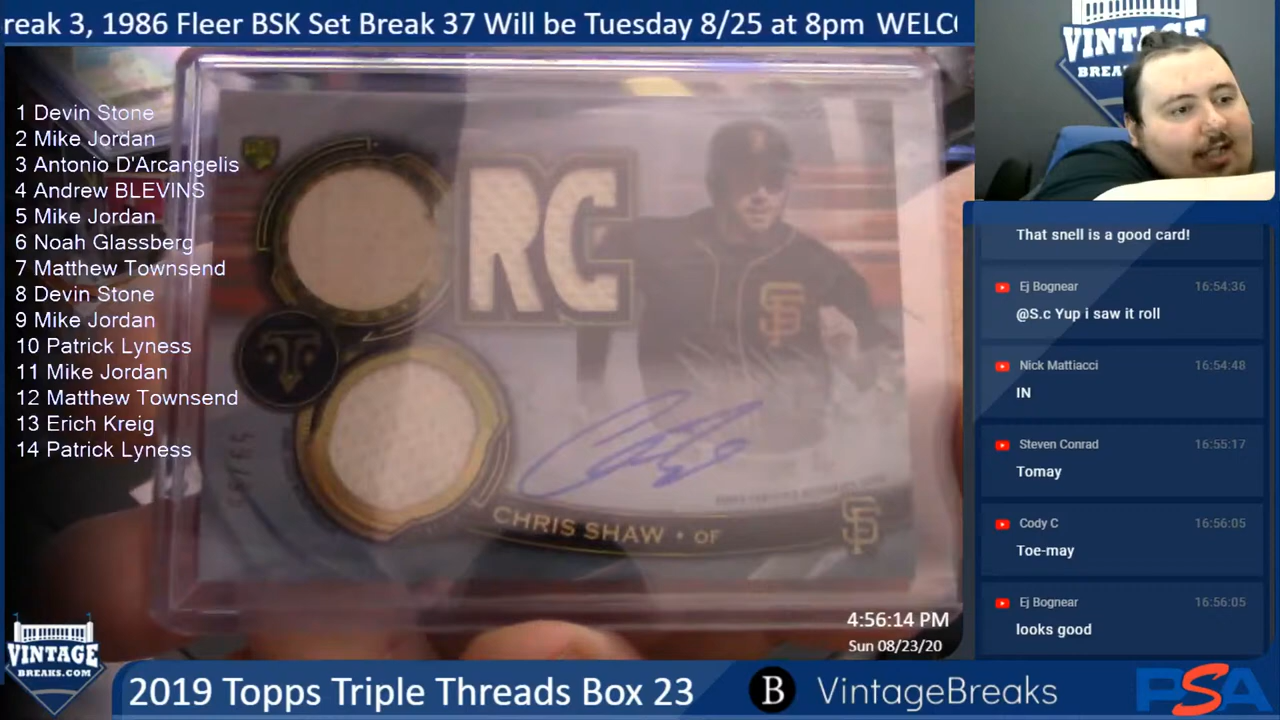 reak 3, 1986 Fleer BSK Set Break 37 Will be Tuesday 8/25 at 8pm WELC
VINTAGE
BREA
1 Devin Stone
2 Mike Jordan
3 Antonio D'Arcangelis
4 Andrew BLEVINS
5 Mike Jordan
6 Noah Glassberg
7 Matthew Townsend
8 Devin Stone
9 Mike Jordan
10 Patrick Lyness
11 Mike Jordan
12 Matthew Townsend
13 Erich Kreig
14 Patrick Lyness
RC
SF
CHRIS SHAW • OF
SF
That snell is a good card!
Ej Bognear 16:54:36
@S.c Yup i saw it roll
Nick Mattiacci 16:54:48
IN
Steven Conrad 16:55:17
Tomay
Cody C 16:56:05
Toe-may
Ej Bognear 16:56:05
looks good
4:56:14 PM
Sun 08/23/20
VINTAGE
BREAKS.COM
2019 Topps Triple Threads Box 23
B VintageBreaks
PSA